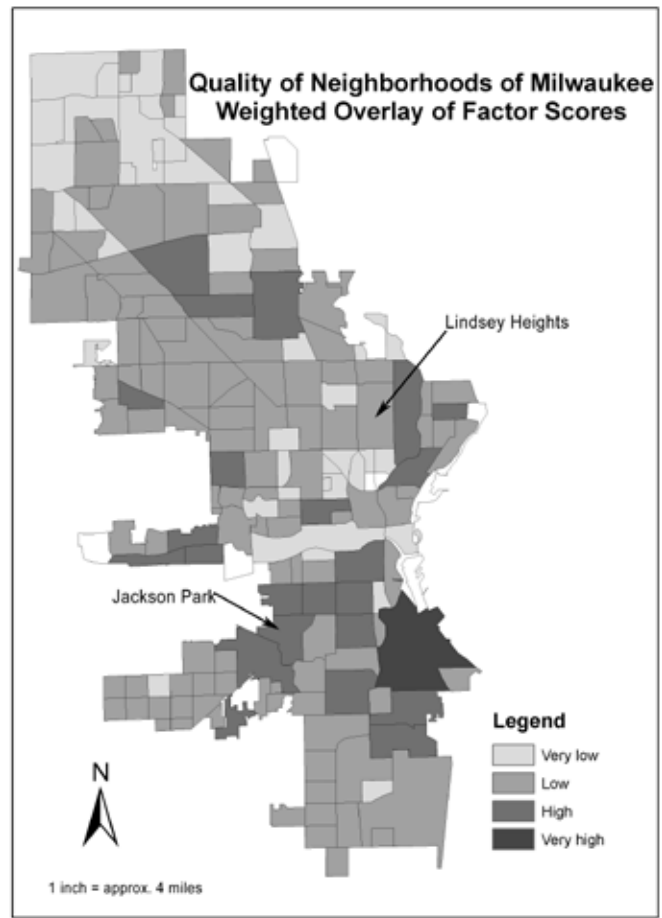 Quality of Neighborhoods of Milwaukee
Weighted Overlay of Factor Scores
Lindsey Heights
Jackson Park
Legend
Very low
Low
High
Very high
N
1 inch = approx. 4 miles